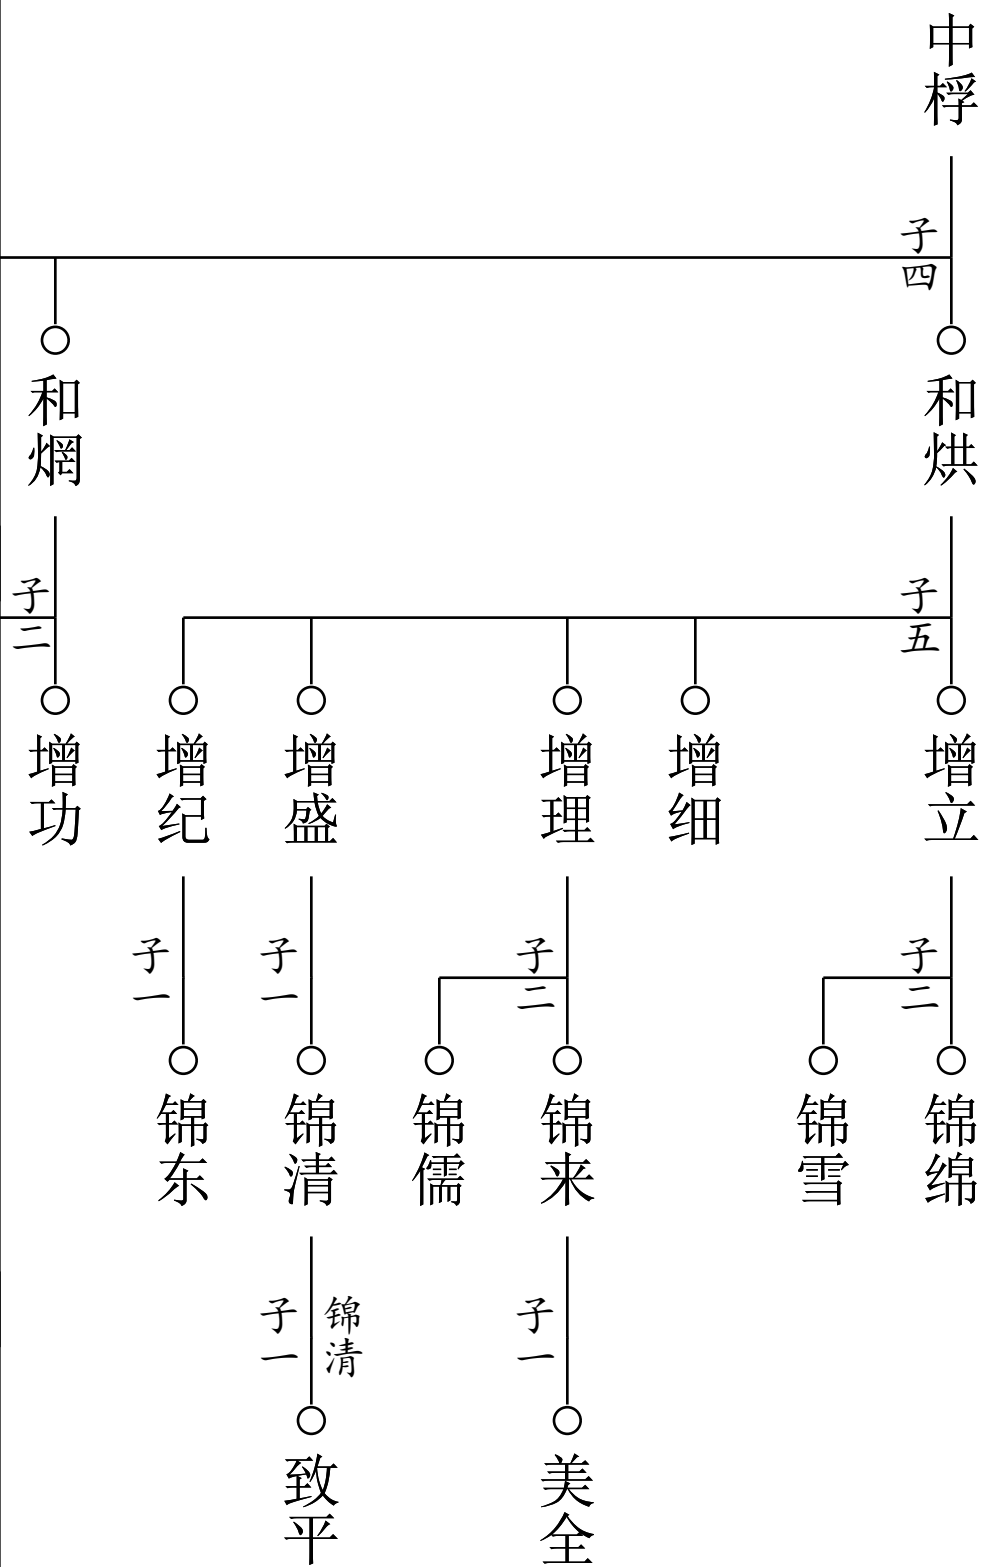 中桴
子四
和烘
和焹
子五
子二
增立
增细
增理
增盛
增纪
增功
子二
子二
子一
子一
锦绵
锦雪
锦来
锦儒
锦清
锦东
子一
锦清
子一
美全
致平